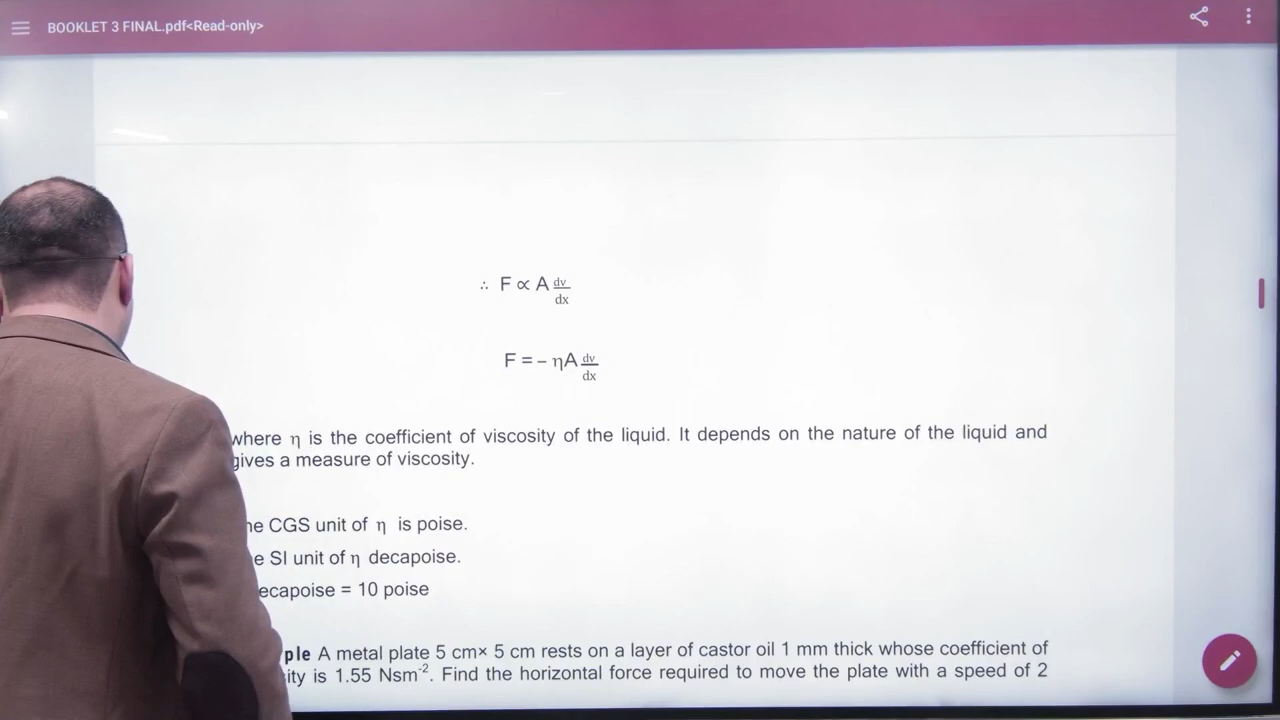 BOOKLET 3 FINAL.pdf<Read-only>
∴ F ∝ A dv/dx
F = – ηA dv/dx
where η is the coefficient of viscosity of the liquid. It depends on the nature of the liquid and
gives a measure of viscosity.
CGS unit of η is poise.
SI unit of η decapoise.
= 10 poise
A metal plate 5 cm× 5 cm rests on a layer of castor oil 1 mm thick whose coefficient of
is 1.55 Nsm⁻². Find the horizontal force required to move the plate with a speed of 2